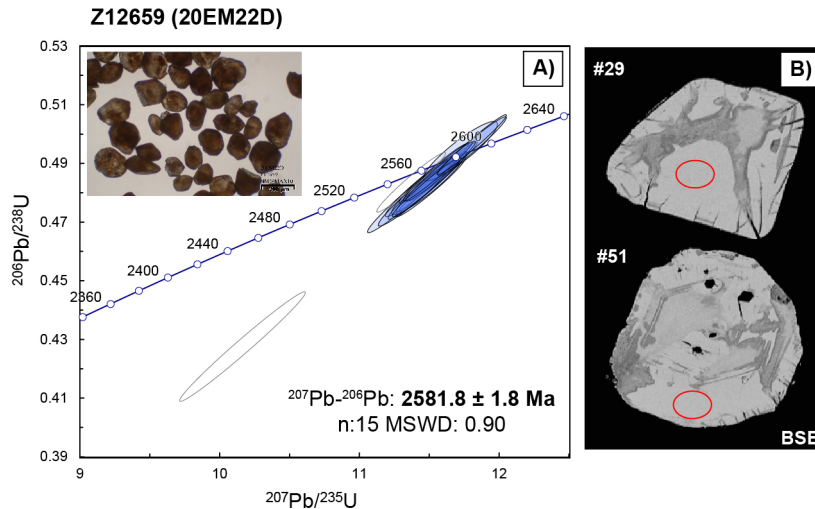 Z12659 (20EM22D)
A)
B)
0.53
0.51
0.49
0.47
0.45
0.43
0.41
0.39
²⁰⁶Pb/²³⁸U
2360
2400
2440
2480
2520
2560
2600
2640
²⁰⁷Pb-²⁰⁶Pb: 2581.8 ± 1.8 Ma
n:15 MSWD: 0.90
9
10
11
12
²⁰⁷Pb/²³⁵U
#29
#51
BSE